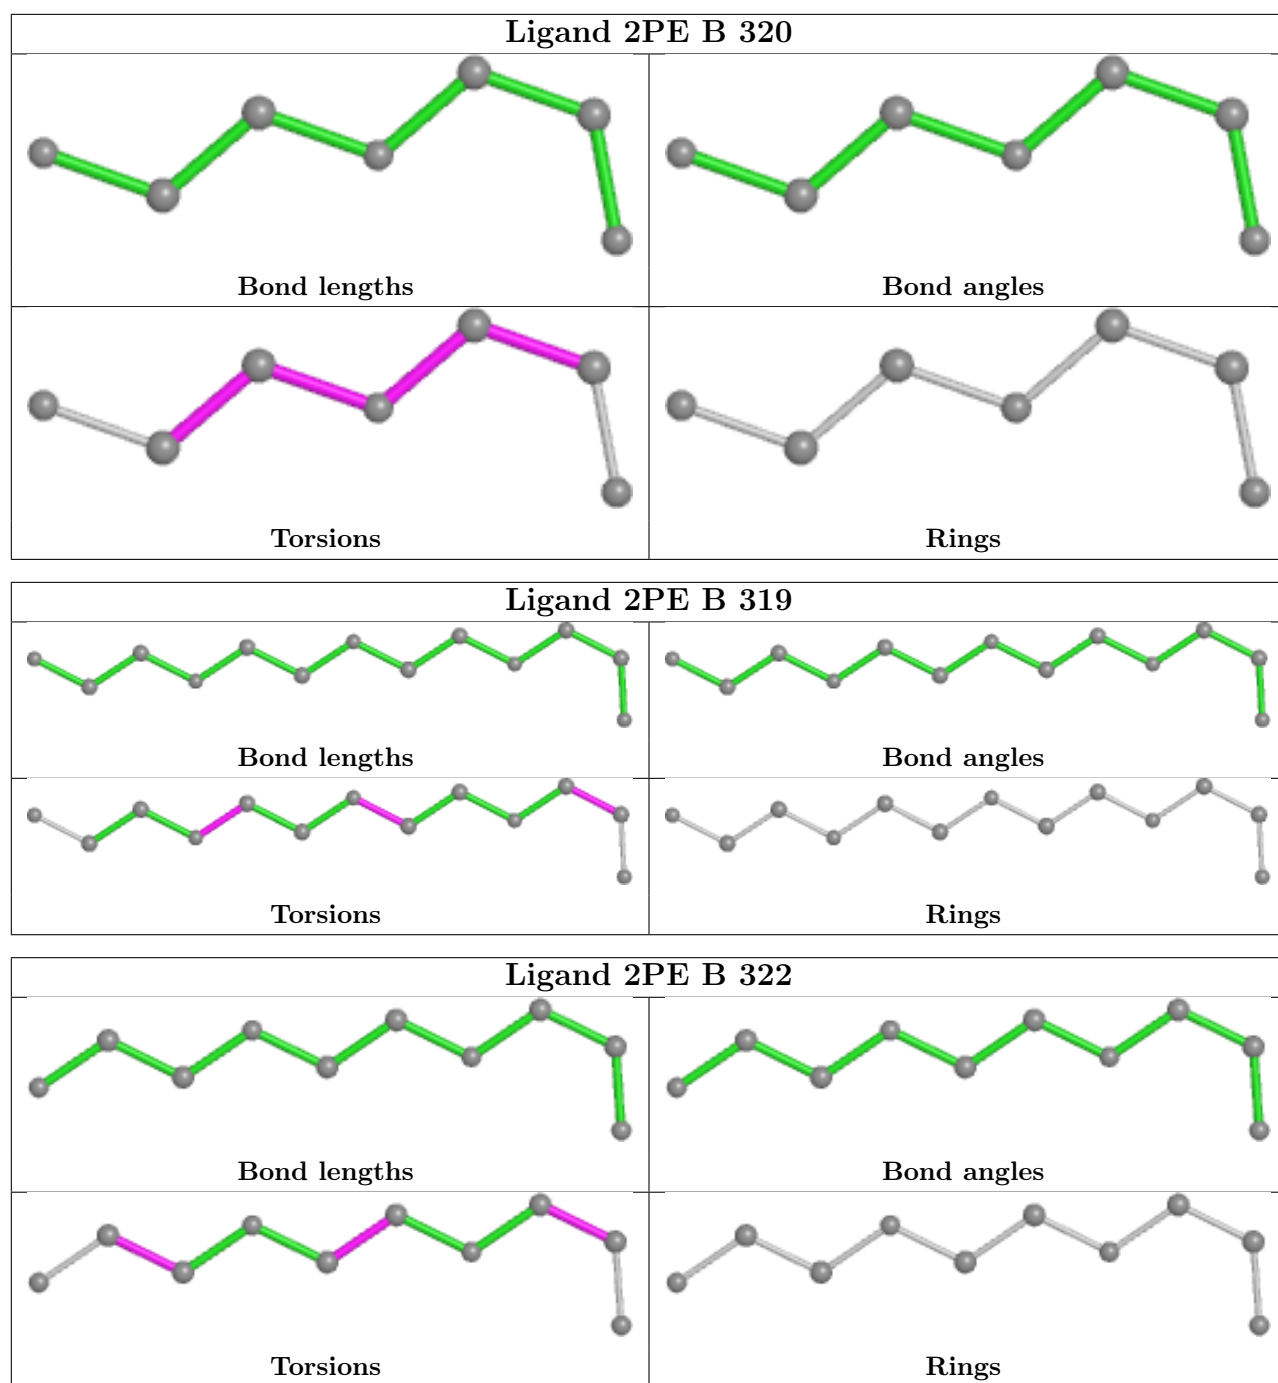 Ligand 2PE B 320
Bond lengths
Bond angles
Torsions
Rings
Ligand 2PE B 319
Bond lengths
Bond angles
Torsions
Rings
Ligand 2PE B 322
Bond lengths
Bond angles
Torsions
Rings